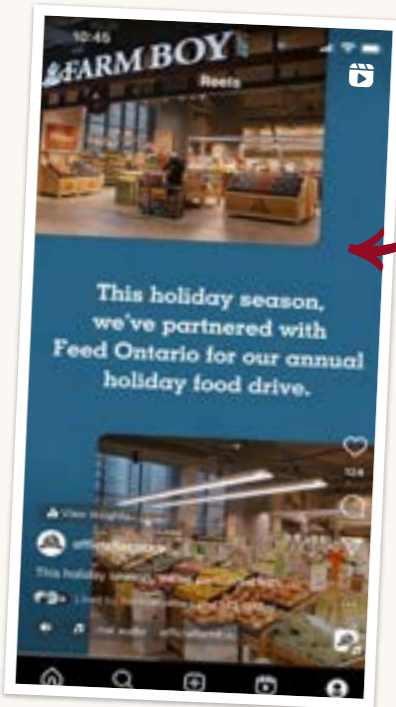 10:45
FARM BOY
Reels
This holiday season,
we've partnered with
Feed Ontario for our annual
holiday food drive.
124
View insights
This holiday season,